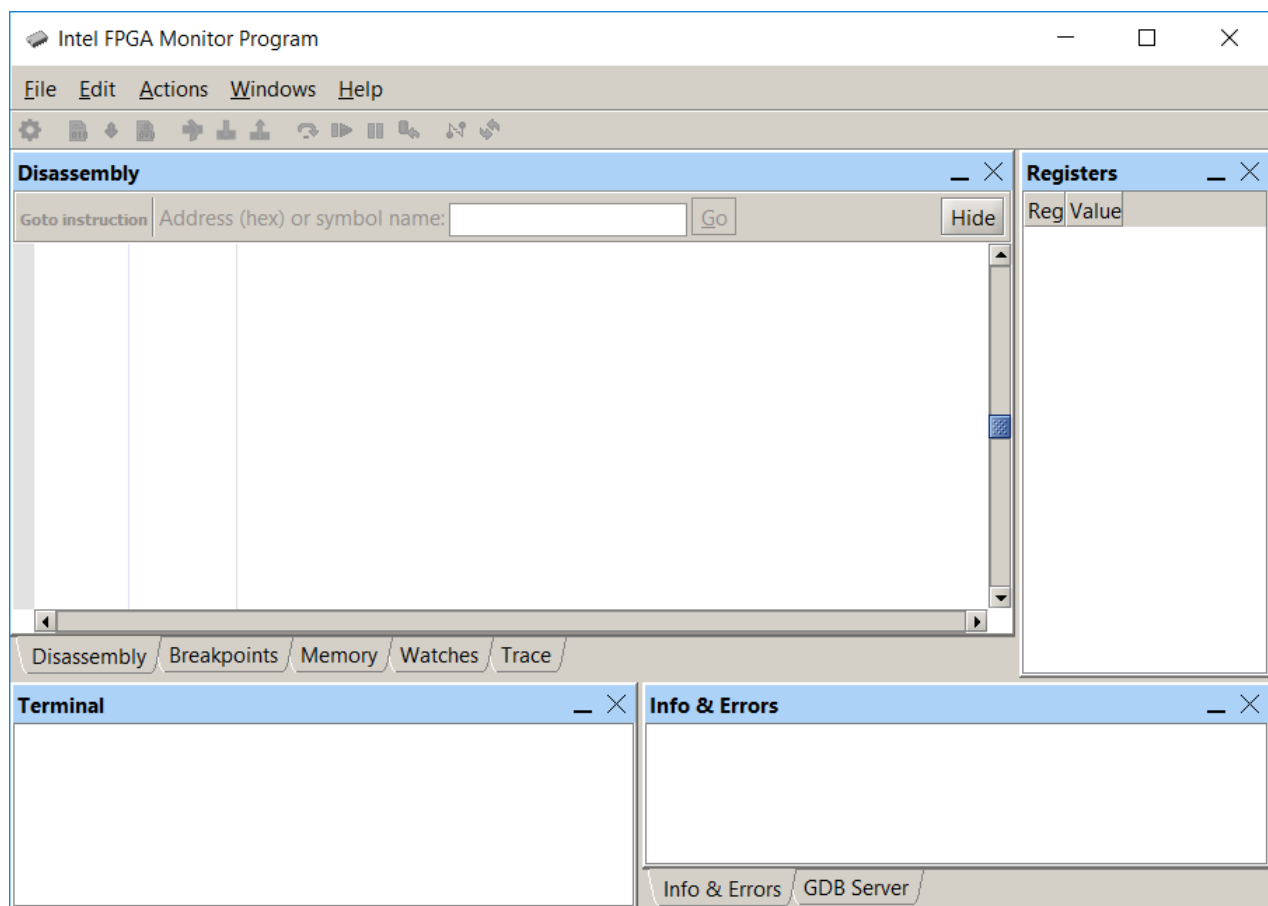 Intel FPGA Monitor Program
File Edit Actions Windows Help
Disassembly
Goto instruction Address (hex) or symbol name: Go Hide
Disassembly Breakpoints Memory Watches Trace
Registers
Reg Value
Terminal
Info & Errors
Info & Errors GDB Server